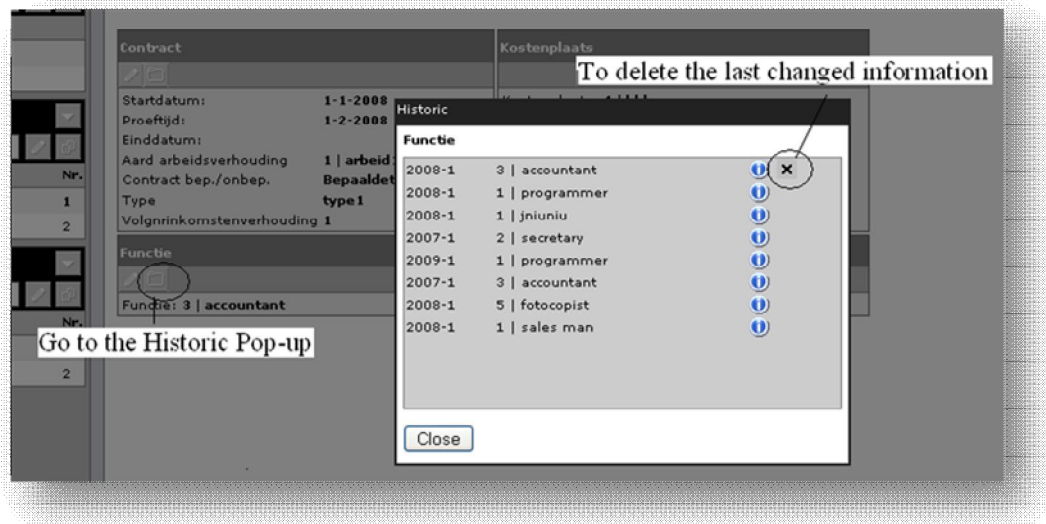 Contract
Kostenplaats
To delete the last changed information
Startdatum: 1-1-2008
Proeftijd: 1-2-2008
Einddatum:
Aard arbeidsverhouding 1 | arbeid
Contract bep./onbep. Bepaaldet
Type type1
Volgnrinkomstenverhouding 1
Functie
Functie: 3 | accountant
Go to the Historic Pop-up
Nr.
1
2
Nr.
2
Historic
Functie
2008-1 3 | accountant
2008-1 1 | programmer
2008-1 1 | jniuniu
2007-1 2 | secretary
2009-1 1 | programmer
2007-1 3 | accountant
2008-1 5 | fotocopist
2008-1 1 | sales man
Close